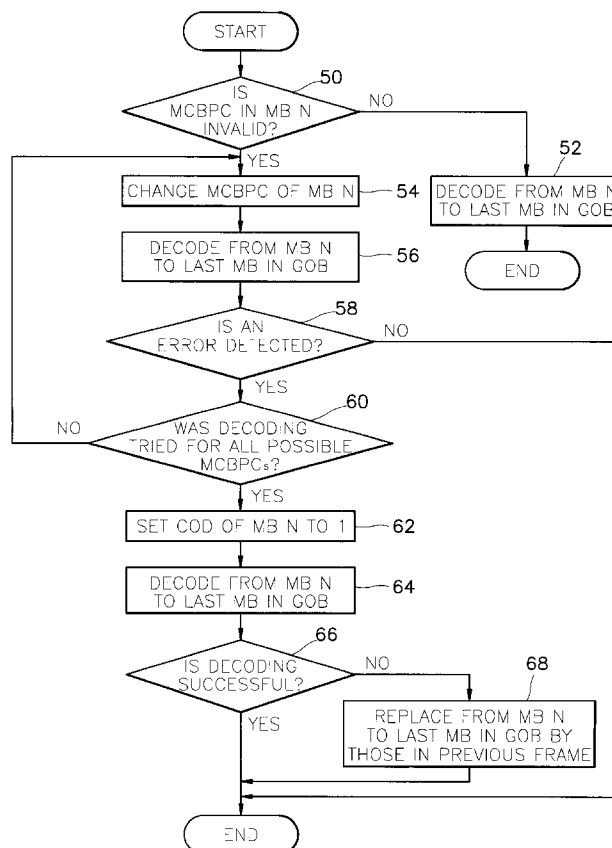 START
50
IS
MCBPC IN MB N
INVALID?
NO
YES
52
DECODE FROM MB N
TO LAST MB IN GOB
END
CHANGE MCBPC OF MB N
54
DECODE FROM MB N
TO LAST MB IN GOB
56
58
IS AN
ERROR DETECTED?
NO
YES
60
WAS DECODING
TRIED FOR ALL POSSIBLE
MCBPCs?
NO
YES
SET COD OF MB N TO 1
62
DECODE FROM MB N
TO LAST MB IN GOB
64
66
IS DECODING
SUCCESSFUL?
NO
YES
68
REPLACE FROM MB N
TO LAST MB IN GOB BY
THOSE IN PREVIOUS FRAME
END